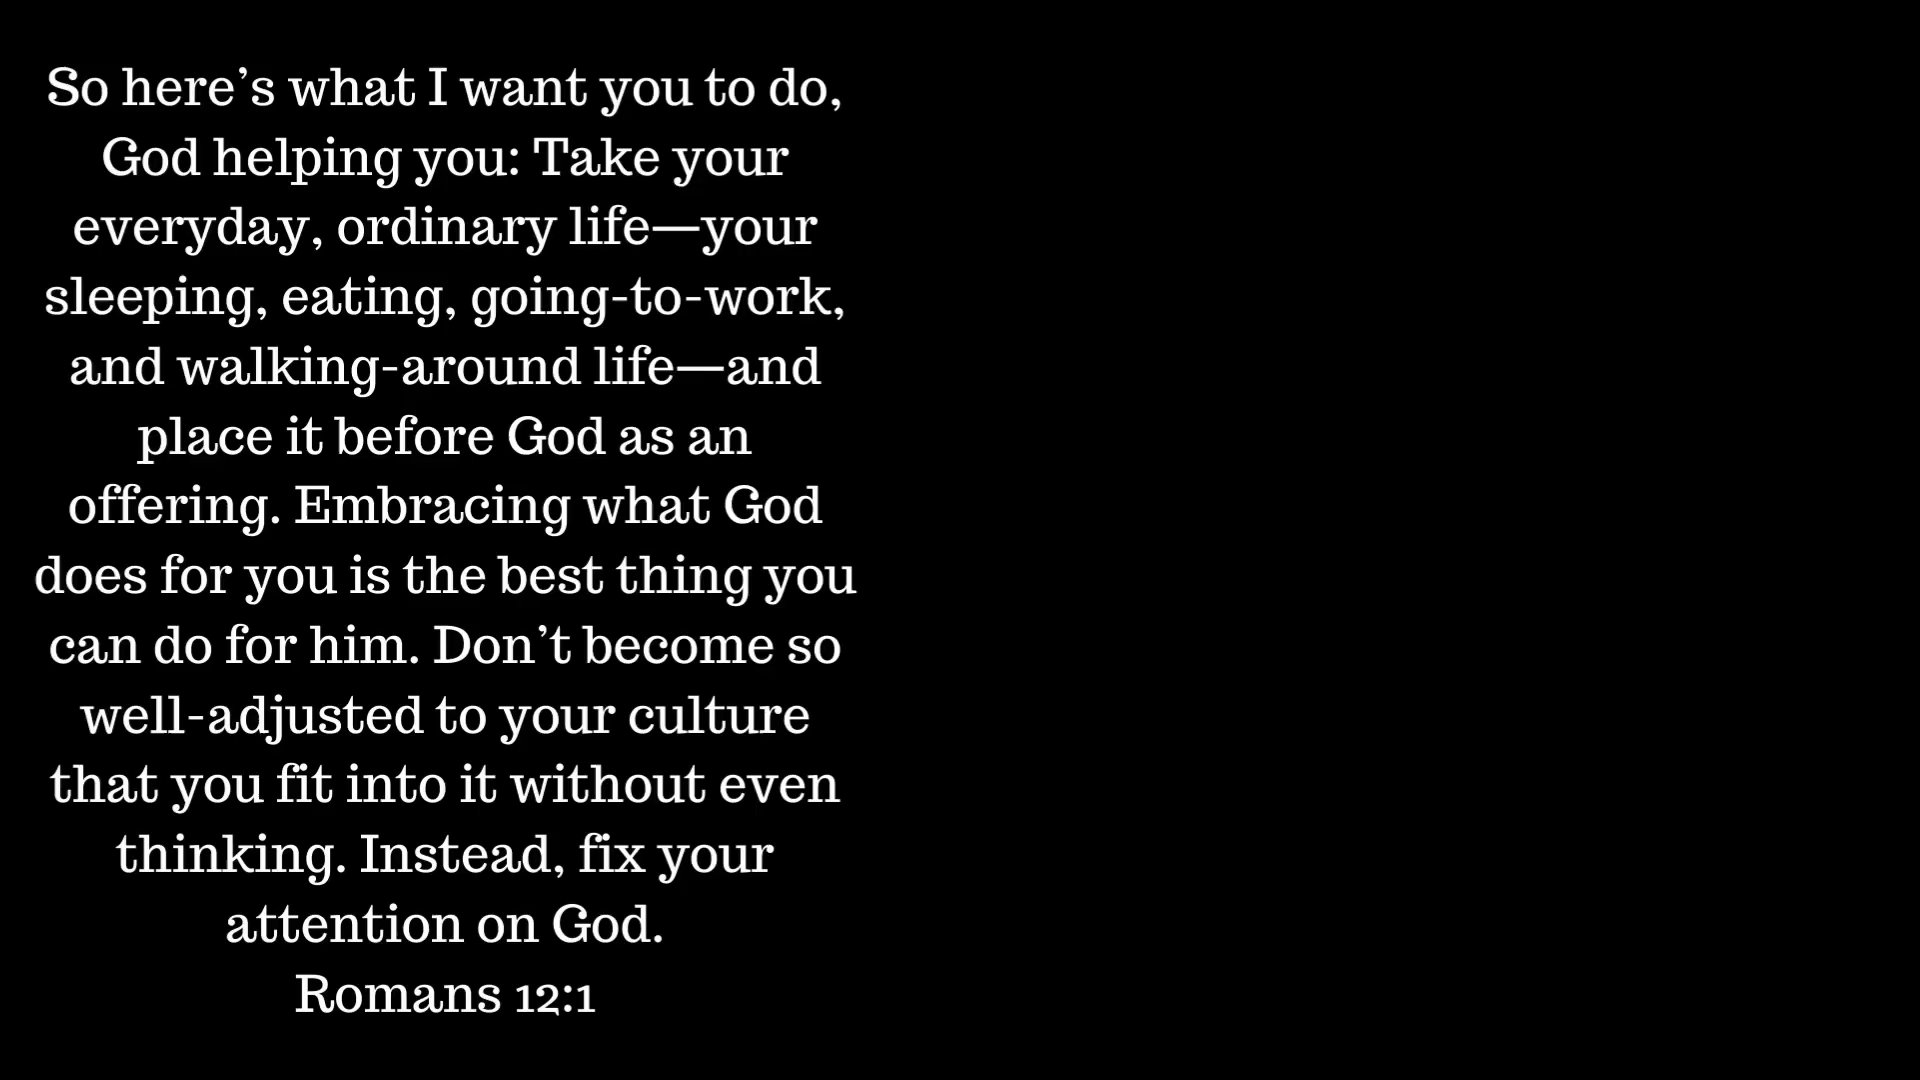 So here’s what I want you to do,
God helping you: Take your
everyday, ordinary life—your
sleeping, eating, going-to-work,
and walking-around life—and
place it before God as an
offering. Embracing what God
does for you is the best thing you
can do for him. Don’t become so
well-adjusted to your culture
that you fit into it without even
thinking. Instead, fix your
attention on God.
Romans 12:1